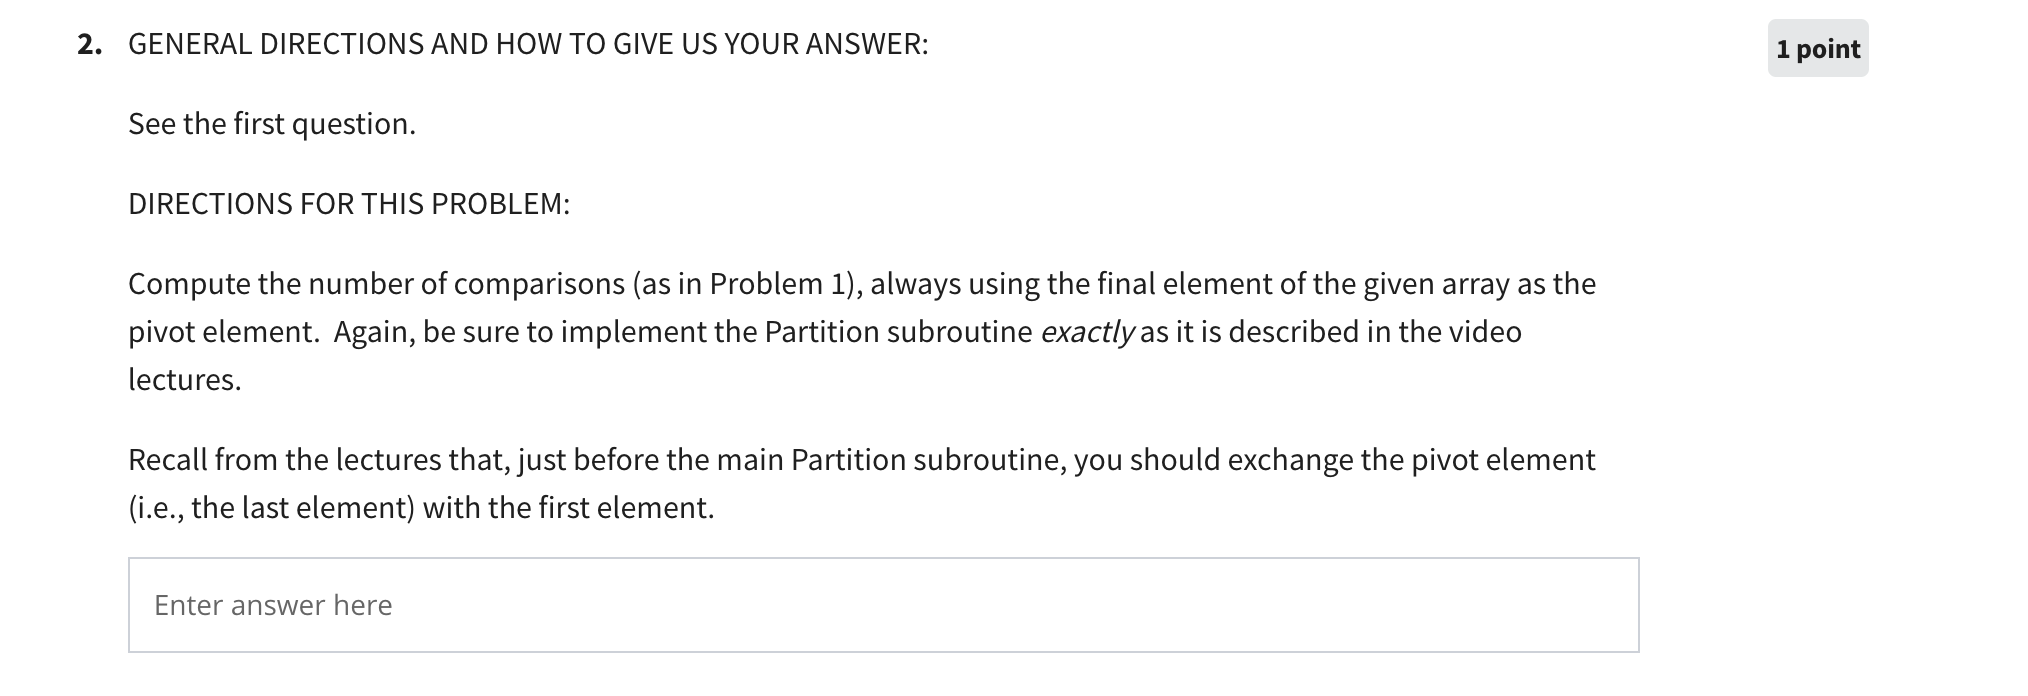 2. GENERAL DIRECTIONS AND HOW TO GIVE US YOUR ANSWER:
1 point
See the first question.
DIRECTIONS FOR THIS PROBLEM:
Compute the number of comparisons (as in Problem 1), always using the final element of the given array as the
pivot element.  Again, be sure to implement the Partition subroutine exactly as it is described in the video
lectures.
Recall from the lectures that, just before the main Partition subroutine, you should exchange the pivot element
(i.e., the last element) with the first element.
Enter answer here